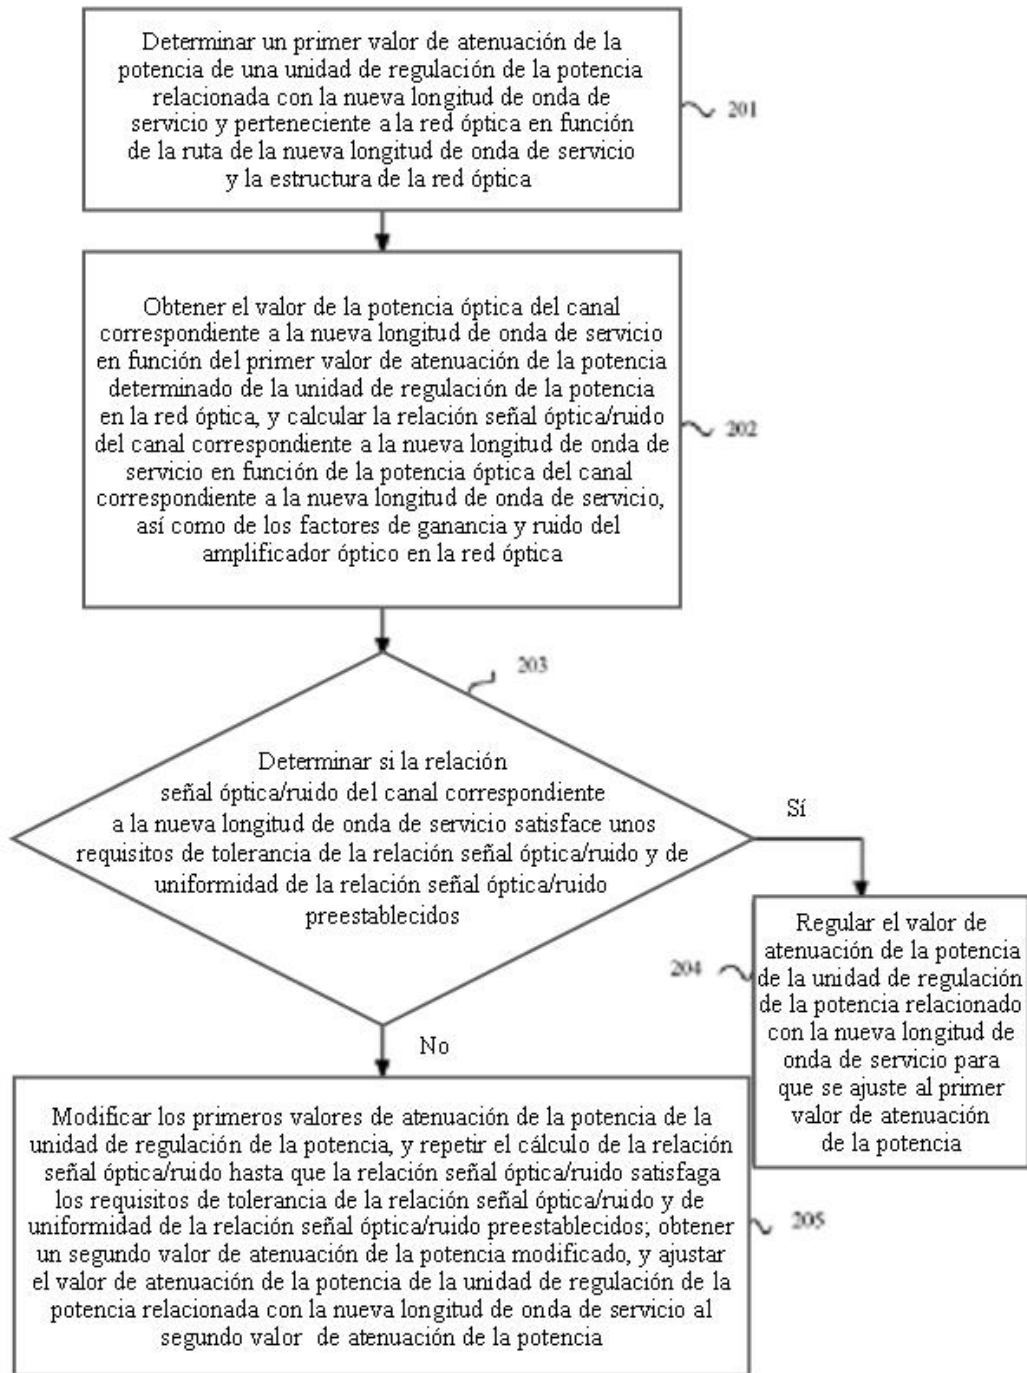 Determinar un primer valor de atenuación de la
potencia de una unidad de regulación de la potencia
relacionada con la nueva longitud de onda de
servicio y perteneciente a la red óptica en función
de la ruta de la nueva longitud de onda de servicio
y la estructura de la red óptica
201
Obtener el valor de la potencia óptica del canal
correspondiente a la nueva longitud de onda de servicio
en función del primer valor de atenuación de la potencia
determinado de la unidad de regulación de la potencia
en la red óptica, y calcular la relación señal óptica/ruido
del canal correspondiente a la nueva longitud de onda de
servicio en función de la potencia óptica del canal
correspondiente a la nueva longitud de onda de servicio,
así como de los factores de ganancia y ruido del
amplificador óptico en la red óptica
202
203
Determinar si la relación
señal óptica/ruido del canal correspondiente
a la nueva longitud de onda de servicio satisface unos
requisitos de tolerancia de la relación señal óptica/ruido y de
uniformidad de la relación señal óptica/ruido
preestablecidos
Sí
Regular el valor de
atenuación de la potencia
de la unidad de regulación
de la potencia relacionado
con la nueva longitud de
onda de servicio para
que se ajuste al primer
valor de atenuación
de la potencia
204
No
Modificar los primeros valores de atenuación de la potencia de la
unidad de regulación de la potencia, y repetir el cálculo de la relación
señal óptica/ruido hasta que la relación señal óptica/ruido satisfaga
los requisitos de tolerancia de la relación señal óptica/ruido y de
uniformidad de la relación señal óptica/ruido preestablecidos; obtener
un segundo valor de atenuación de la potencia modificado, y ajustar
el valor de atenuación de la potencia de la unidad de regulación de la
potencia relacionada con la nueva longitud de onda de servicio al
segundo valor de atenuación de la potencia
205